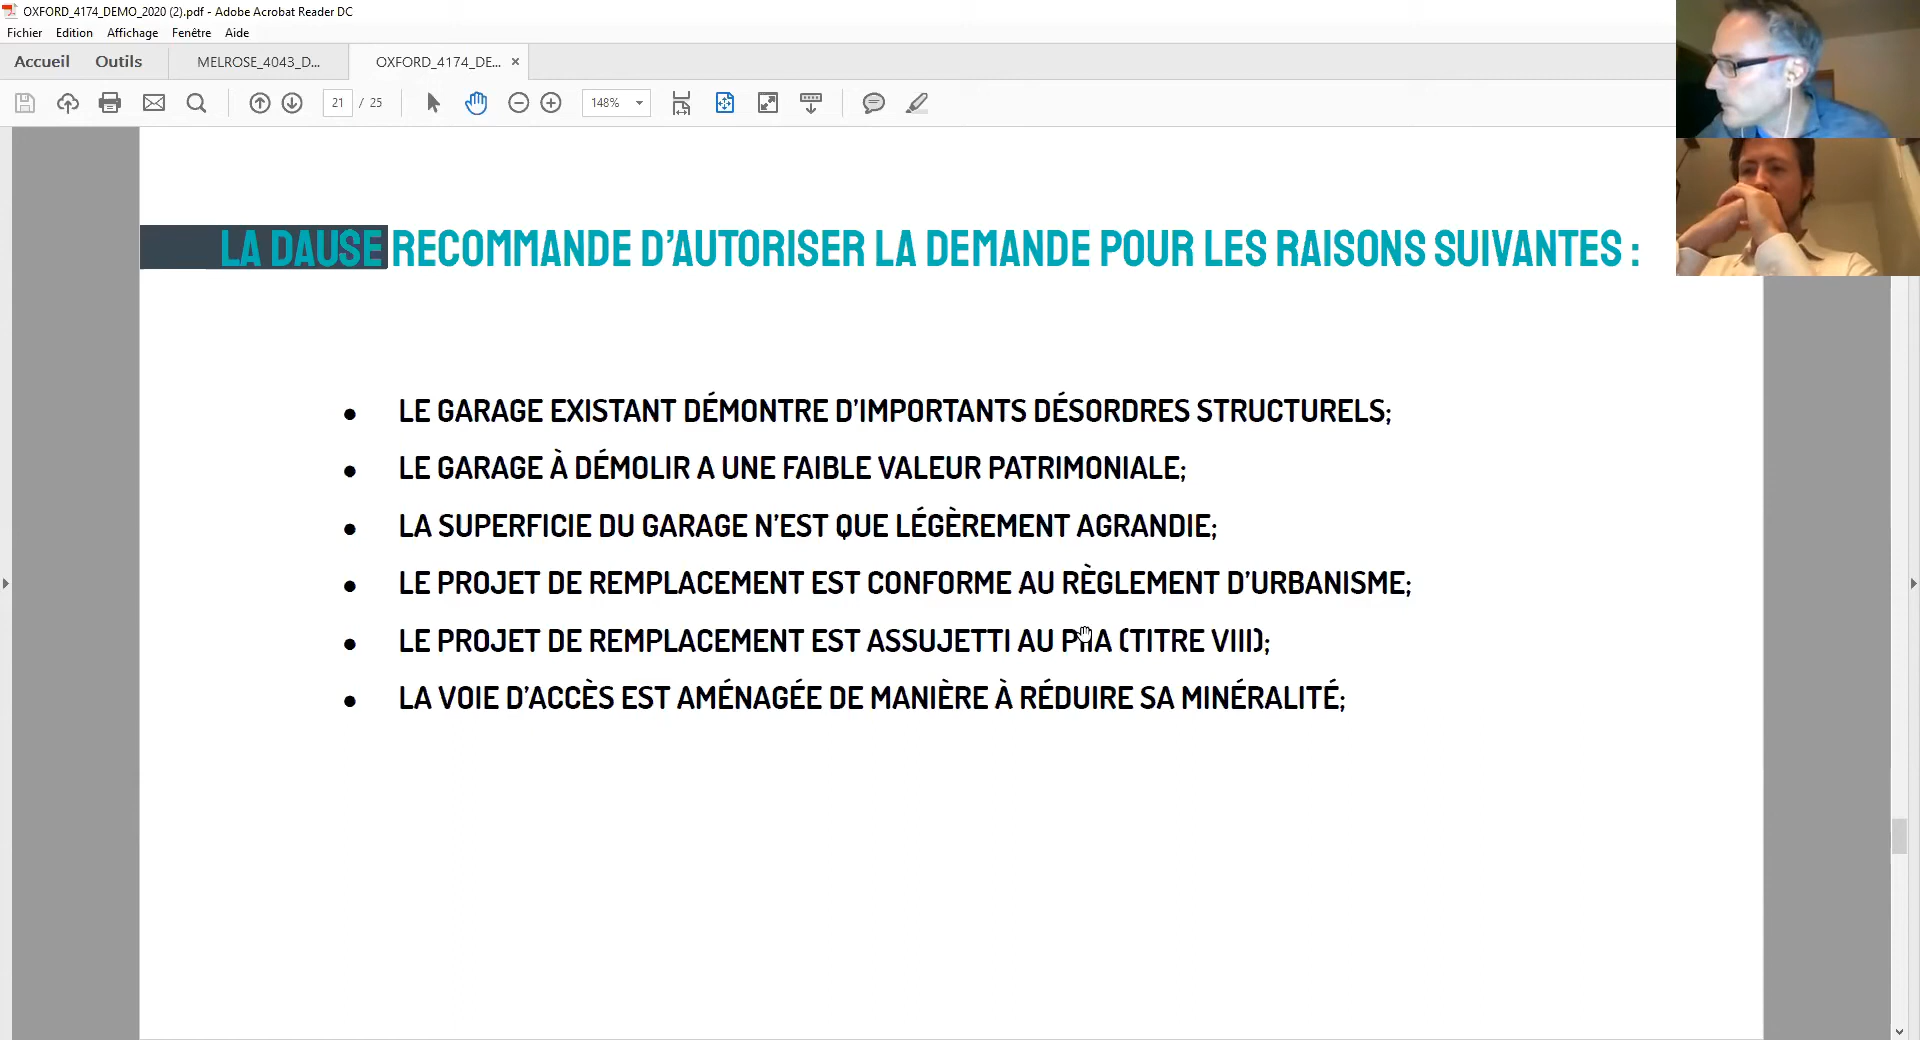 OXFORD_4174_DEMO_2020 (2).pdf - Adobe Acrobat Reader DC
Fichier Edition Affichage Fenêtre Aide
Accueil Outils MELROSE_4043_D... OXFORD_4174_DE... ×
21 / 25 148%
LA DAUSE RECOMMANDE D'AUTORISER LA DEMANDE POUR LES RAISONS SUIVANTES :
• LE GARAGE EXISTANT DÉMONTRE D'IMPORTANTS DÉSORDRES STRUCTURELS;
• LE GARAGE À DÉMOLIR A UNE FAIBLE VALEUR PATRIMONIALE;
• LA SUPERFICIE DU GARAGE N'EST QUE LÉGÈREMENT AGRANDIE;
• LE PROJET DE REMPLACEMENT EST CONFORME AU RÈGLEMENT D'URBANISME;
• LE PROJET DE REMPLACEMENT EST ASSUJETTI AU PIIA (TITRE VIII);
• LA VOIE D'ACCÈS EST AMÉNAGÉE DE MANIÈRE À RÉDUIRE SA MINÉRALITÉ;